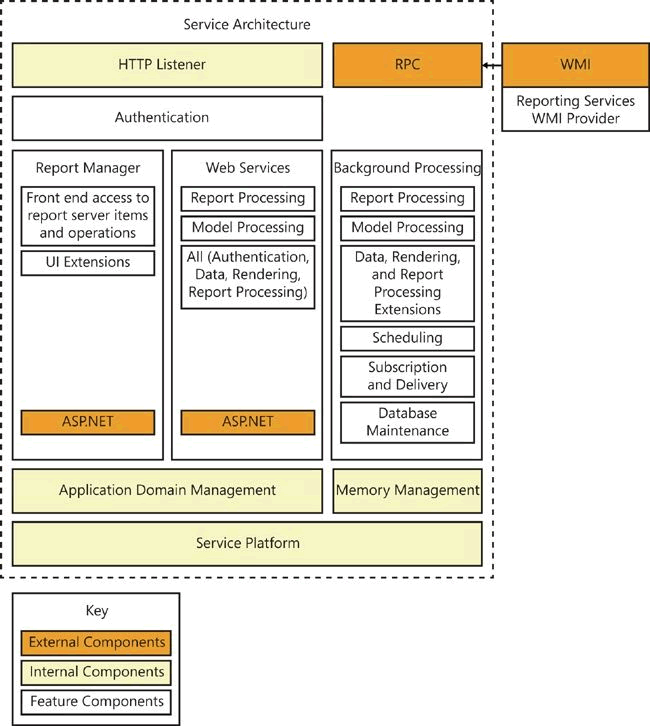 Service Architecture
HTTP Listener
RPC
WMI
Reporting Services
WMI Provider
Authentication
Report Manager
Front end access to
report server items
and operations
UI Extensions
ASP.NET
Web Services
Report Processing
Model Processing
All (Authentication,
Data, Rendering,
Report Processing)
ASP.NET
Background Processing
Report Processing
Model Processing
Data, Rendering,
and Report
Processing
Extensions
Scheduling
Subscription
and Delivery
Database
Maintenance
Application Domain Management
Memory Management
Service Platform
Key
External Components
Internal Components
Feature Components